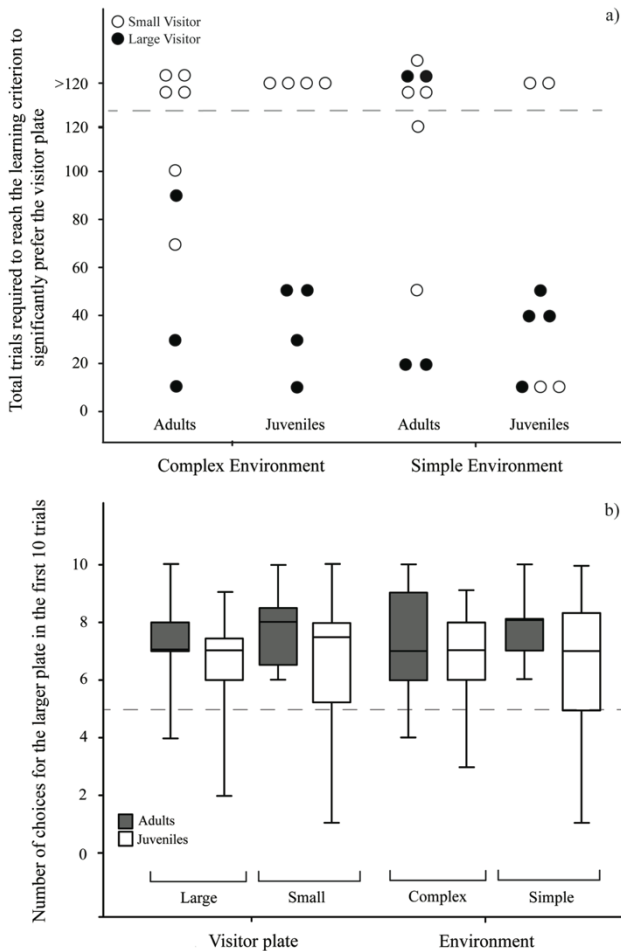 a)
Small Visitor
Large Visitor
Total trials required to reach the learning criterion to
significantly prefer the visitor plate
>120
120
100
80
60
40
20
0
Adults Juveniles Adults Juveniles
Complex Environment Simple Environment
b)
Number of choices for the larger plate in the first 10 trials
10
8
6
4
2
0
Adults
Juveniles
Large Small Complex Simple
Visitor plate Environment